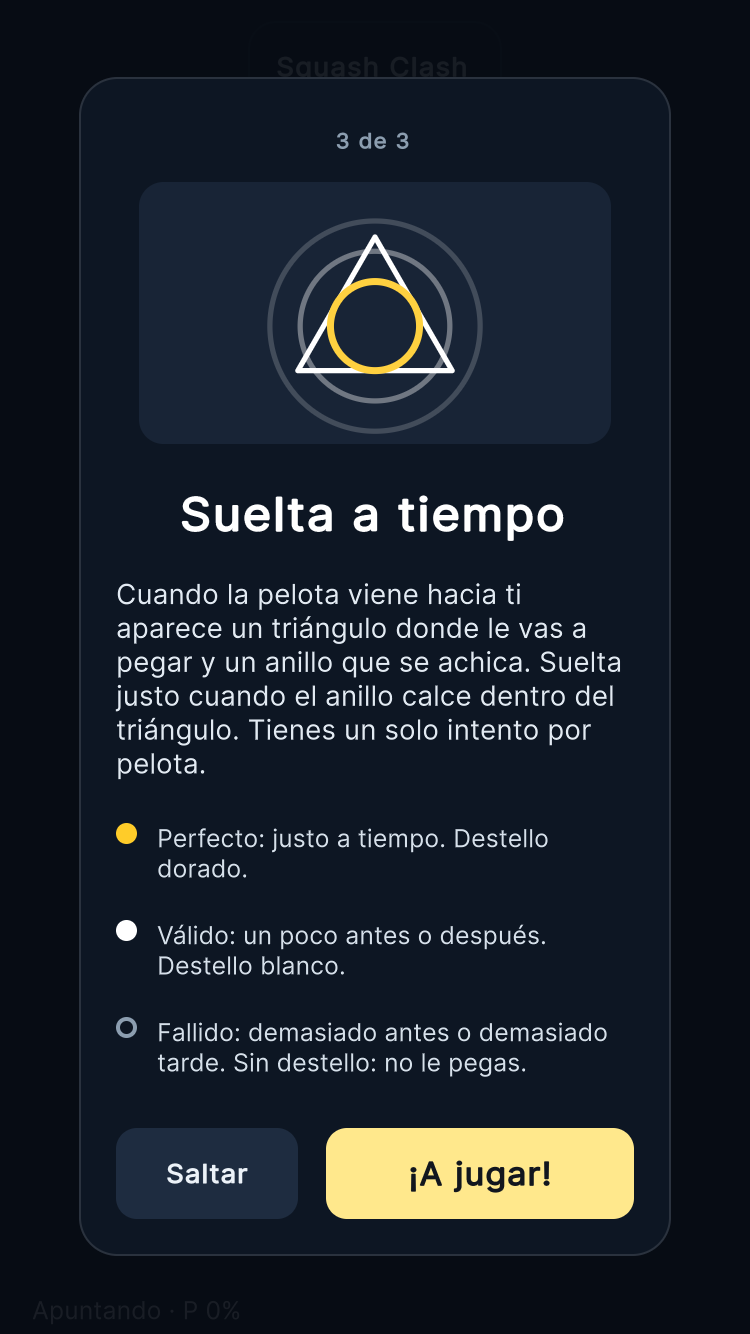 Squash Clash
3 de 3
Suelta a tiempo
Cuando la pelota viene hacia ti
aparece un triángulo donde le vas a
pegar y un anillo que se achica. Suelta
justo cuando el anillo calce dentro del
triángulo. Tienes un solo intento por
pelota.
Perfecto: justo a tiempo. Destello
dorado.
Válido: un poco antes o después.
Destello blanco.
Fallido: demasiado antes o demasiado
tarde. Sin destello: no le pegas.
Saltar
¡A jugar!
Apuntando · P 0%